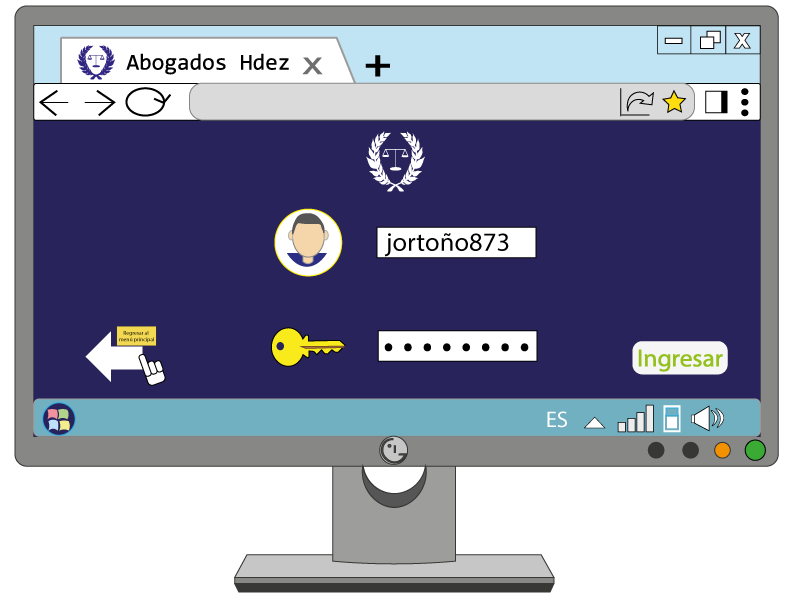 Abogados Hdez X
X
jortoño873
Regresar al
menú principal
Ingresar
ES